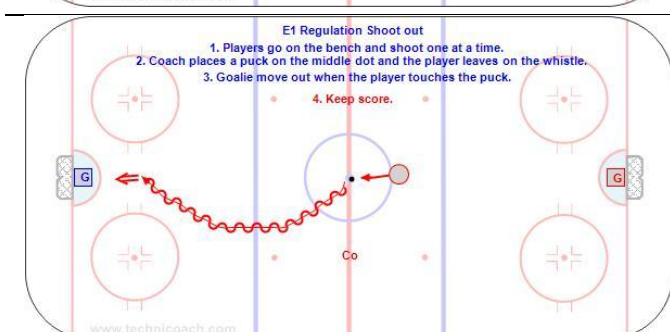 E1 Regulation Shoot out
1. Players go on the bench and shoot one at a time.
2. Coach places a puck on the middle dot and the player leaves on the whistle.
3. Goalie move out when the player touches the puck.
4. Keep score.
G
G
Co
www.technicoach.com